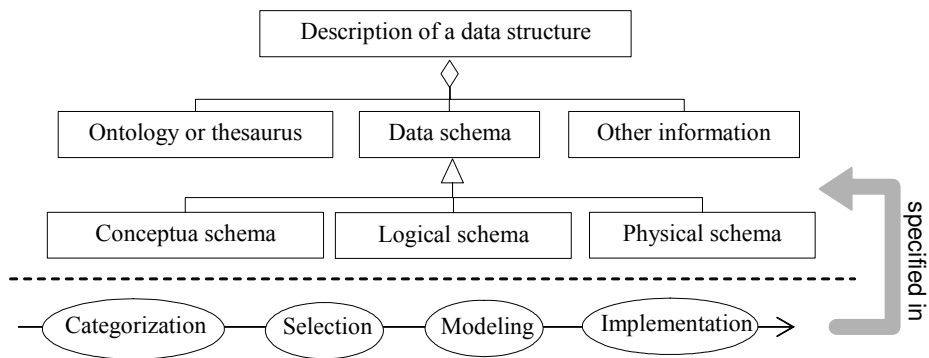 Description of a data structure
Ontology or thesaurus
Data schema
Other information
Conceptua schema
Logical schema
Physical schema
specified in
Categorization
Selection
Modeling
Implementation